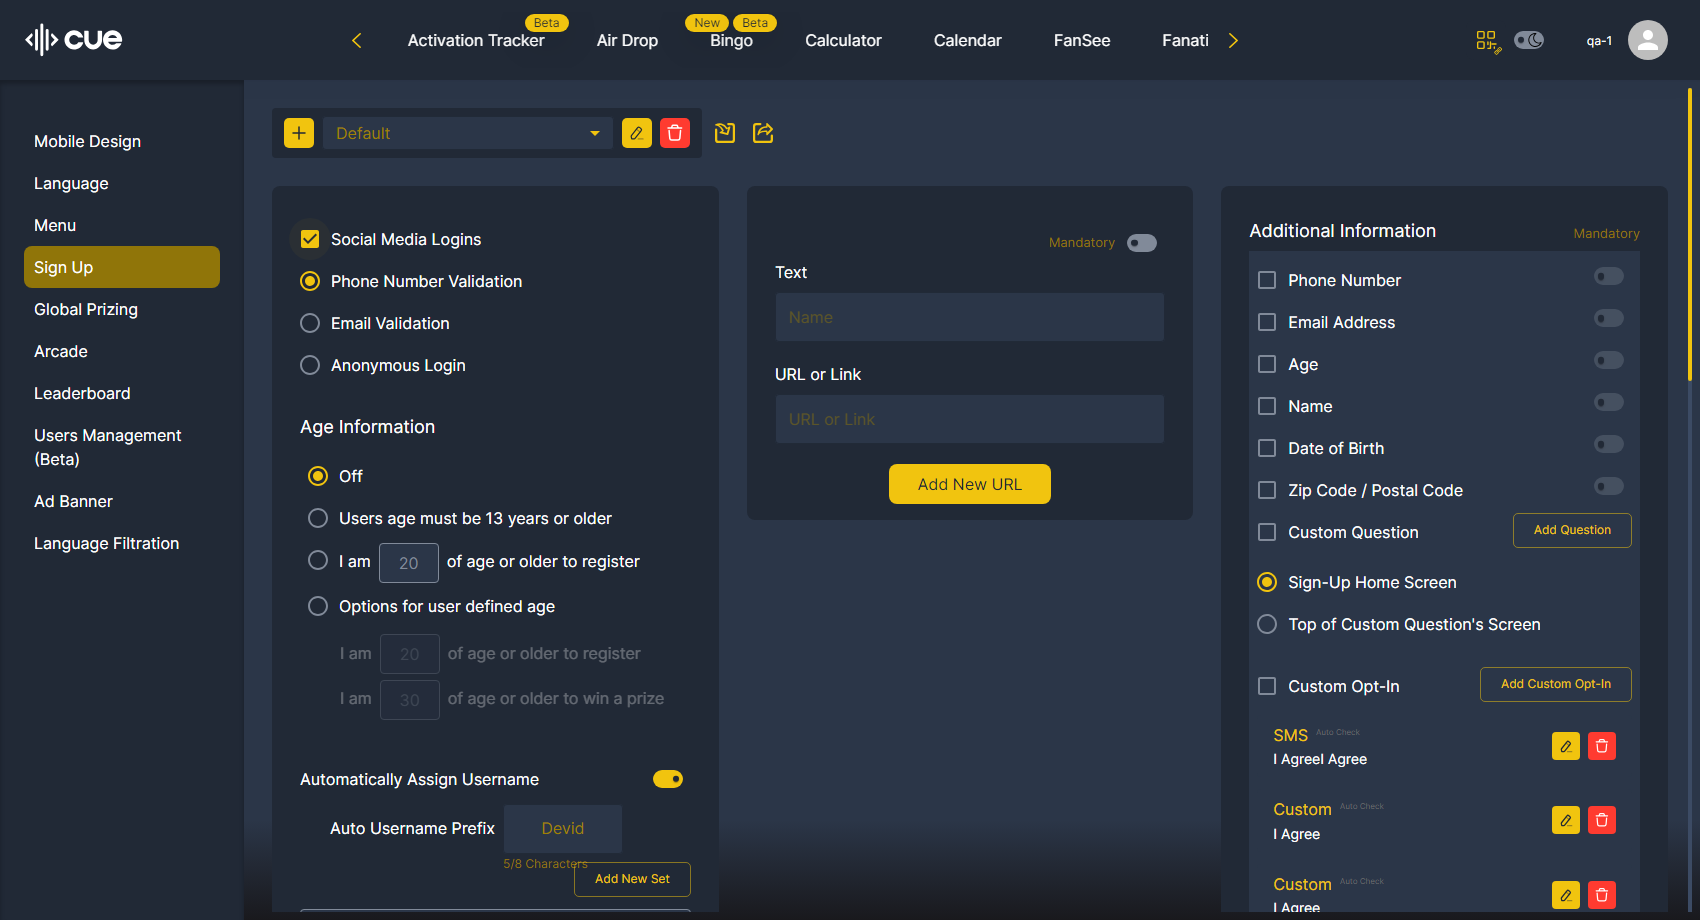 cue
Activation Tracker
Beta
Air Drop
New
Beta
Bingo
Calculator
Calendar
FanSee
Fanati
qa-1
Mobile Design
Language
Menu
Sign Up
Global Prizing
Arcade
Leaderboard
Users Management
(Beta)
Ad Banner
Language Filtration
Default
Social Media Logins
Phone Number Validation
Email Validation
Anonymous Login
Age Information
Off
Users age must be 13 years or older
I am 20 of age or older to register
Options for user defined age
I am 20 of age or older to register
I am 30 of age or older to win a prize
Automatically Assign Username
Auto Username Prefix Devid
5/8 Characters
Add New Set
Mandatory
Text
Name
URL or Link
URL or Link
Add New URL
Additional Information Mandatory
Phone Number
Email Address
Age
Name
Date of Birth
Zip Code / Postal Code
Custom Question Add Question
Sign-Up Home Screen
Top of Custom Question's Screen
Custom Opt-In Add Custom Opt-In
SMS Auto Check
I AgreeI Agree
Custom Auto Check
I Agree
Custom Auto Check
I Agree